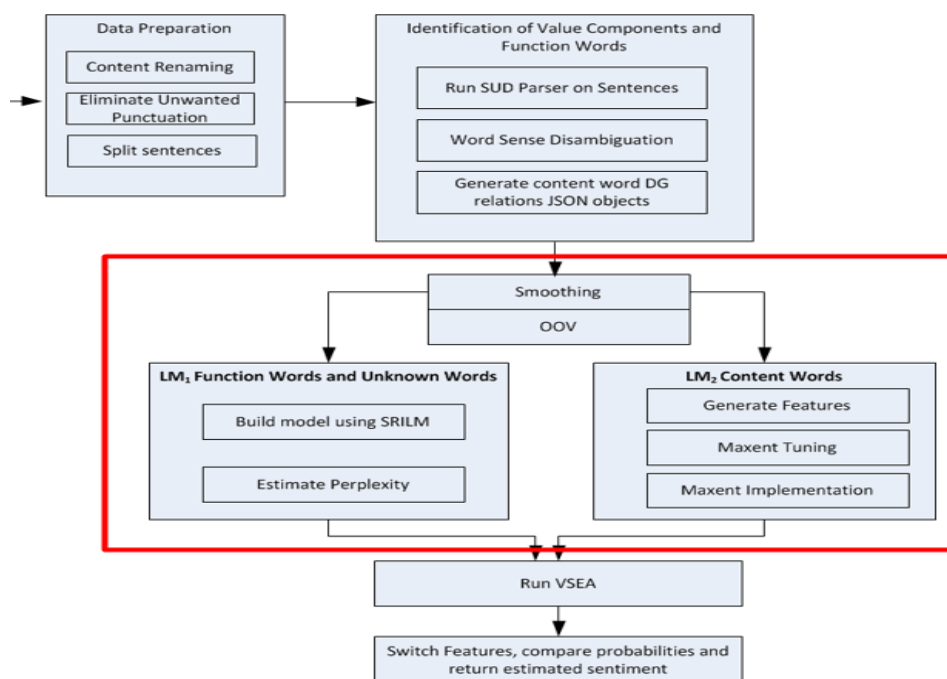 Data Preparation
Content Renaming
Eliminate Unwanted
Punctuation
Split sentences
Identification of Value Components and
Function Words
Run SUD Parser on Sentences
Word Sense Disambiguation
Generate content word DG
relations JSON objects
Smoothing
OOV
LM₁ Function Words and Unknown Words
Build model using SRILM
Estimate Perplexity
LM₂ Content Words
Generate Features
Maxent Tuning
Maxent Implementation
Run VSEA
Switch Features, compare probabilities and
return estimated sentiment